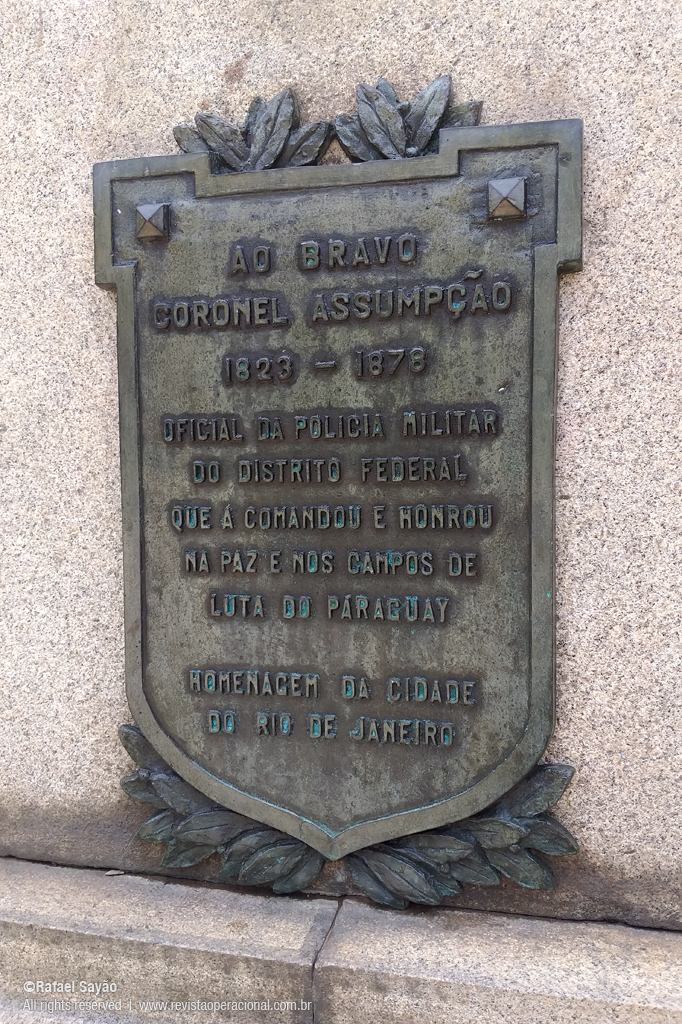 AO BRAVO
CORONEL ASSUMPÇÃO
1823 – 1878
OFICIAL DA POLICIA MILITAR
DO DISTRITO FEDERAL
QUE Á COMANDOU E HONROU
NA PAZ E NOS CAMPOS DE
LUTA DO PARAGUAY
HOMENAGEM DA CIDADE
DO RIO DE JANEIRO
©Rafael Sayão
All rights reserved | www.revistaoperacional.com.br